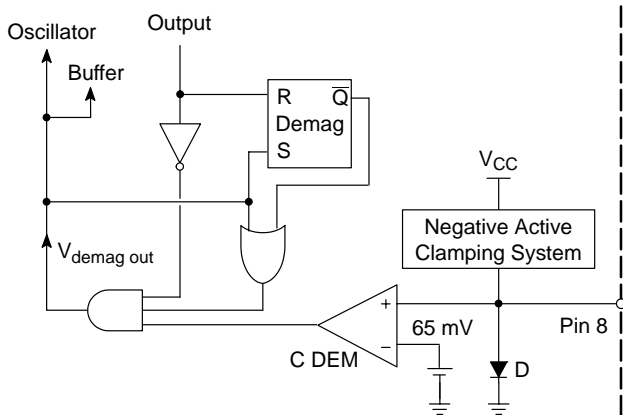 Output
Oscillator
Buffer
R Q̅
Demag
S
VCC
Negative Active
Clamping System
Vdemag out
+
65 mV
Pin 8
−
C DEM
D